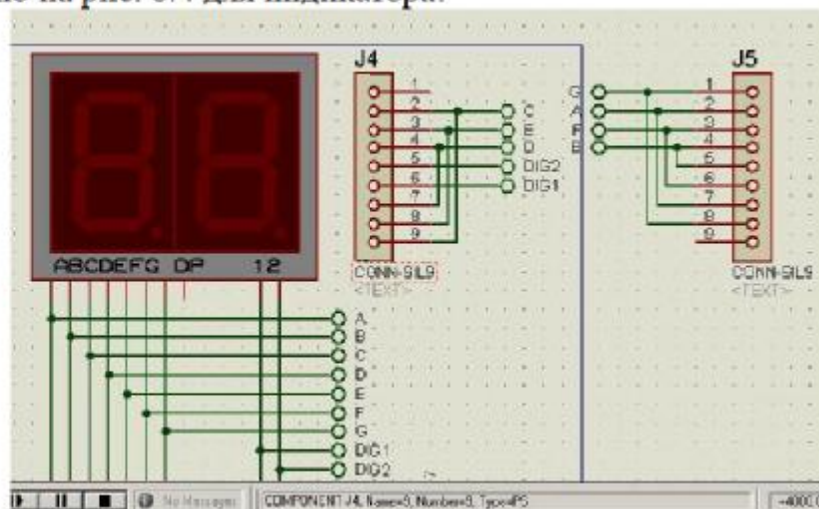 J4
J5
1
2
3
4
5
6
7
8
9
C
E
D
DIG2
DIG1
G
A
F
B
1
2
3
4
5
6
7
8
9
ABCDEFG DP 12
CONN-SIL9
<TEXT>
CONN-SIL9
<TEXT>
A
B
C
D
E
F
G
DIG1
DIG2
No Messages
COMPONENT J4, Name=9, Number=9, Type=PS
-4000.0